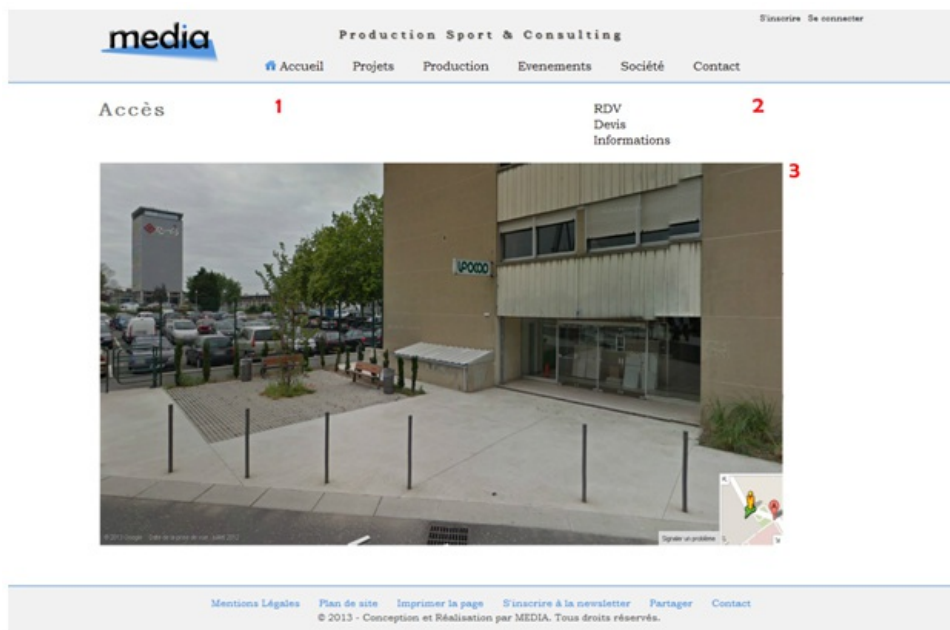 S'inscrire Se connecter
media
Production Sport & Consulting
Accueil Projets Production Evenements Société Contact
Accès
1
RDV
Devis
Informations
2
3
© 2013 Google
Signaler un problème
A
Mentions Légales Plan de site Imprimer la page S'inscrire à la newsletter Partager Contact
© 2013 - Conception et Réalisation par MEDIA. Tous droits réservés.